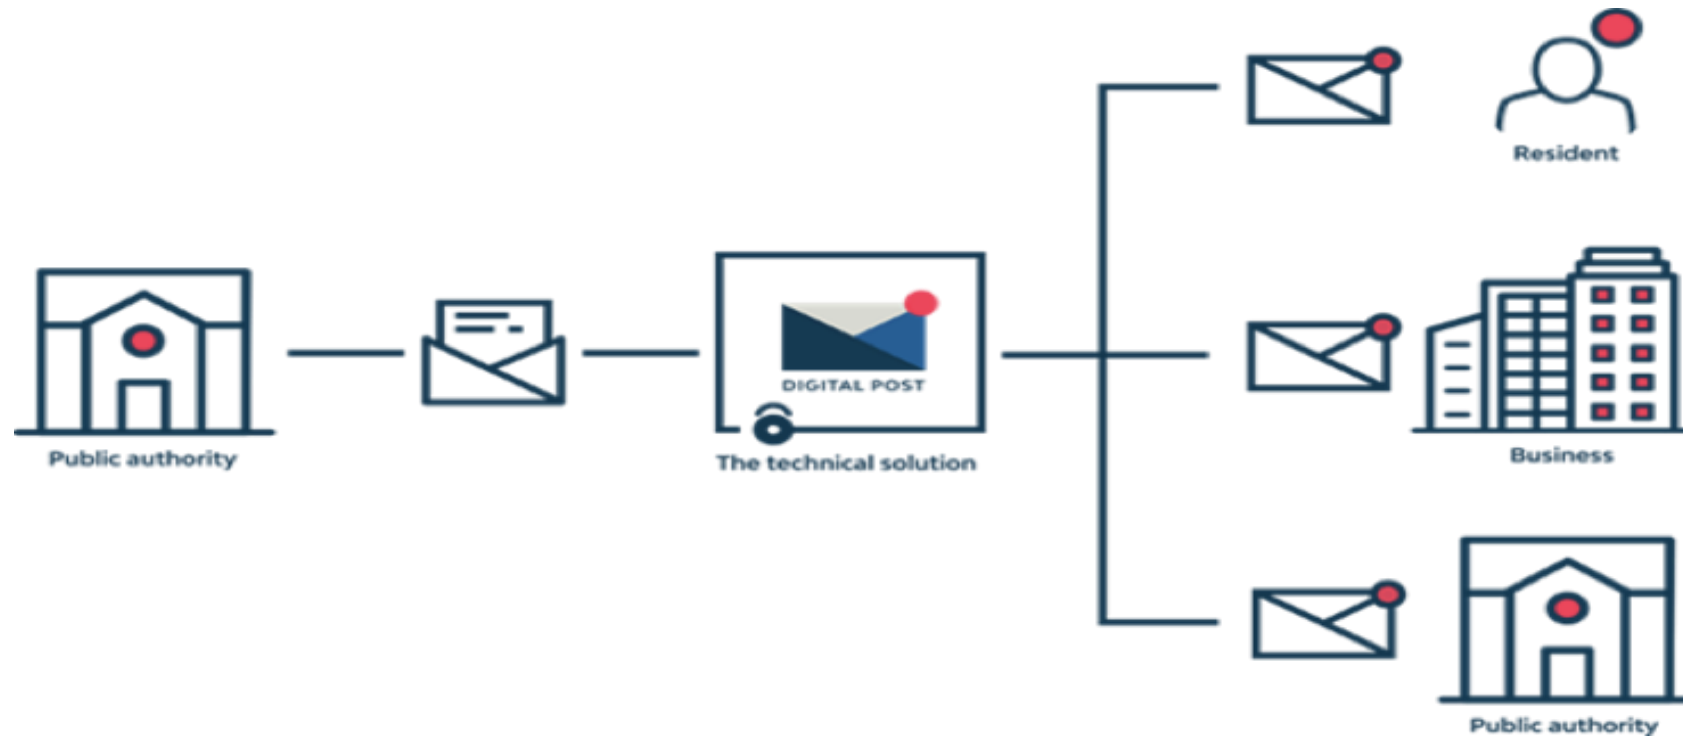 Resident
DIGITAL POST
Public authority
The technical solution
Business
Public authority